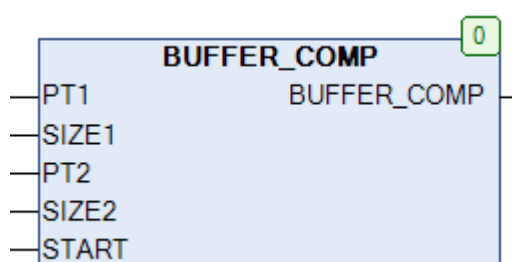 0
BUFFER_COMP
PT1 BUFFER_COMP
SIZE1
PT2
SIZE2
START